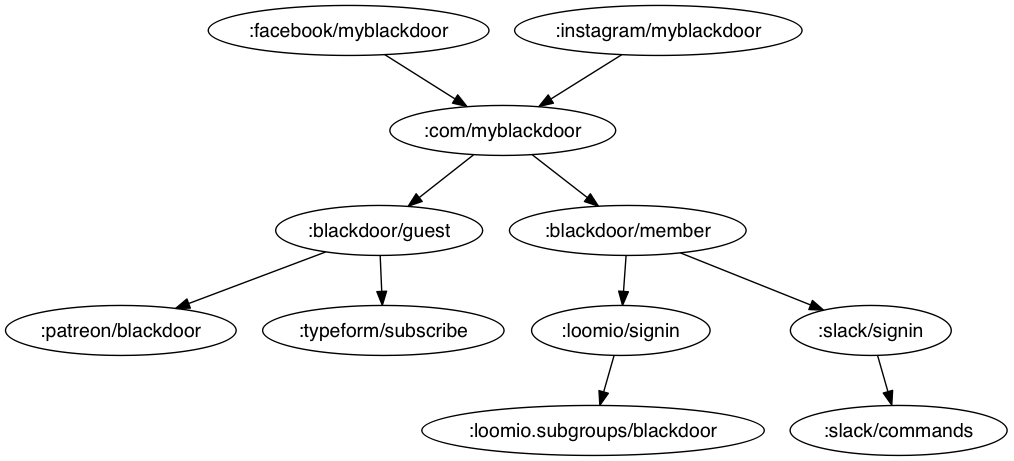 :facebook/myblackdoor
:instagram/myblackdoor
:com/myblackdoor
:blackdoor/guest
:blackdoor/member
:patreon/blackdoor
:typeform/subscribe
:loomio/signin
:slack/signin
:loomio.subgroups/blackdoor
:slack/commands